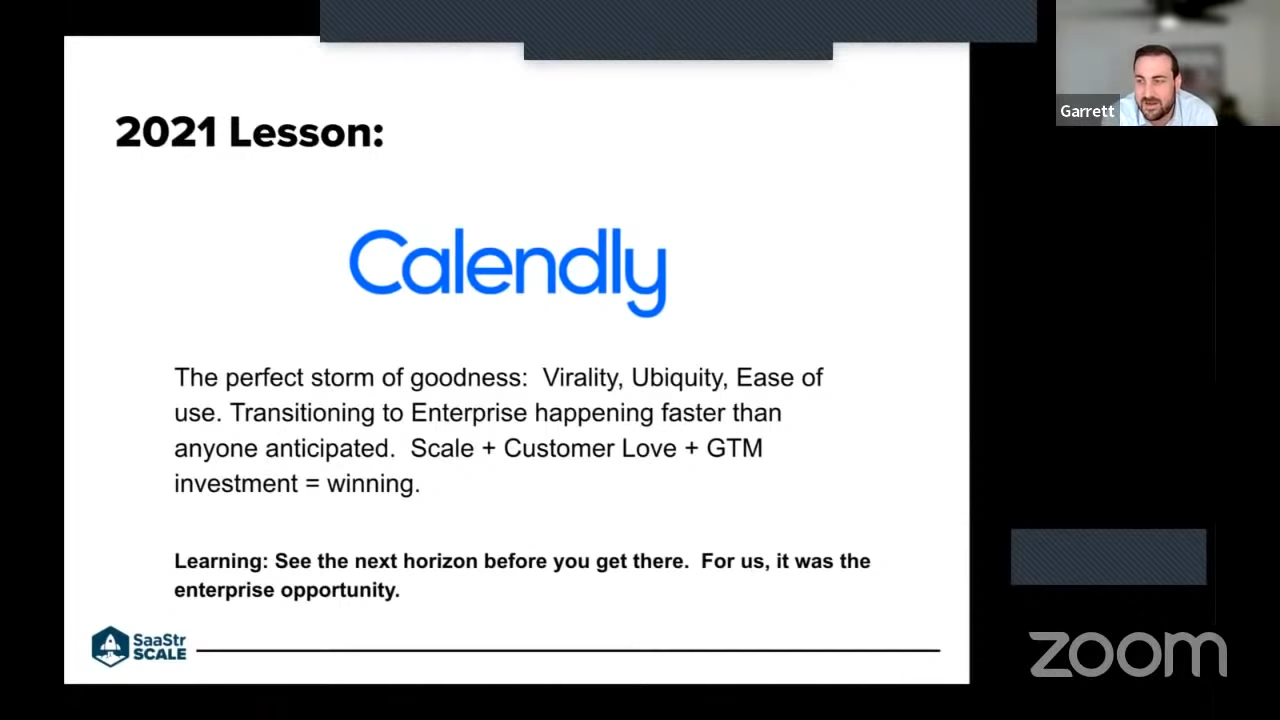 Garrett
2021 Lesson:
Calendly
The perfect storm of goodness:  Virality, Ubiquity, Ease of
use. Transitioning to Enterprise happening faster than
anyone anticipated.  Scale + Customer Love + GTM
investment = winning.
Learning: See the next horizon before you get there.  For us, it was the
enterprise opportunity.
SaaStr
SCALE
zoom